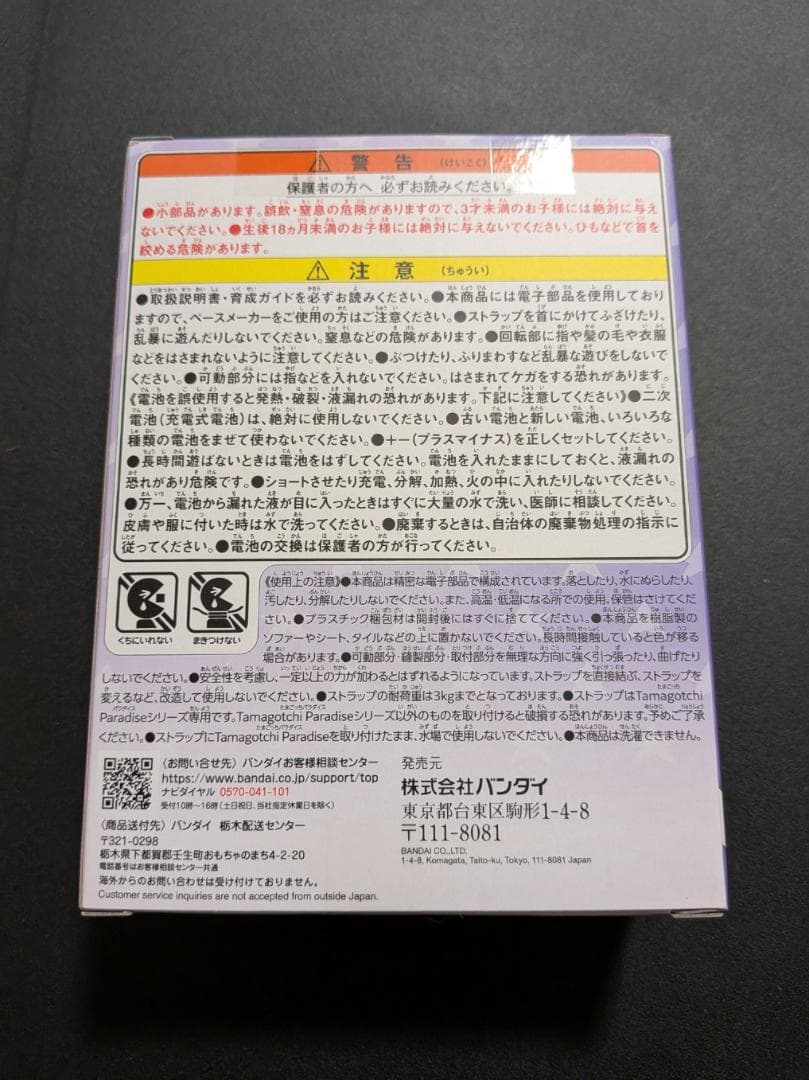 ⚠ 警告 (けいこく)
保護者の方へ 必ずお読みください。
●小部品があります。誤飲・窒息の危険がありますので、3才未満のお子様には絶対に与え
ないでください。●生後18ヵ月未満のお子様には絶対に与えないでください。ひもなどで首を
絞める危険があります。
⚠ 注意 (ちゅうい)
●取扱説明書・育成ガイドを必ずお読みください。●本商品には電子部品を使用しており
ますので、ペースメーカーをご使用の方はご注意ください。●ストラップを首にかけてふざけたり、
乱暴に遊んだりしないでください。窒息などの危険があります。●回転部に指や髪の毛や衣服
などをはさまれないように注意してください。●ぶつけたり、ふりまわすなど乱暴な遊びをしないで
ください。●可動部分には指などを入れないでください。はさまれてケガをする恐れがあります。
《電池を誤使用すると発熱・破裂・液漏れの恐れがあります。下記に注意してください》●二次
電池(充電式電池)は、絶対に使用しないでください。●古い電池と新しい電池、いろいろな
種類の電池をまぜて使わないでください。●+-(プラスマイナス)を正しくセットしてください。
●長時間遊ばないときは電池をはずしてください。電池を入れたままにしておくと、液漏れの
恐れがあり危険です。●ショートさせたり充電、分解、加熱、火の中に入れたりしないでください。
●万一、電池から漏れた液が目に入ったときはすぐに大量の水で洗い、医師に相談してください。
皮膚や服に付いた時は水で洗ってください。●廃棄するときは、自治体の廃棄物処理の指示に
従ってください。●電池の交換は保護者の方が行ってください。
くちにいれない
まきつけない
《使用上の注意》●本商品は精密な電子部品で構成されています。落としたり、水にぬらしたり、
汚したり、分解したりしないでください。また、高温・低温になる所での使用、保管はさけてくだ
さい。●プラスチック梱包材は開封後にはすぐに捨ててください。●本商品を樹脂製の
ソファーやシート、タイルなどの上に置かないでください。長時間接触していると色が移る
場合があります。●可動部分・縫製部分・取付部分を無理な方向に強く引っ張ったり、曲げたり
しないでください。●安全性を考慮し、一定以上の力が加わるとはずれるようになっています。ストラップを直接結ぶ、ストラップを
変えるなど、改造して使用しないでください。●ストラップの耐荷重は3kgまでとなっております。●ストラップはTamagotchi
Paradiseシリーズ専用です。Tamagotchi Paradiseシリーズ以外のものを取り付けると破損する恐れがあります。予めご了承
ください。●ストラップにTamagotchi Paradiseを取り付けたまま、水場で使用しないでください。●本商品は洗濯できません。
〈お問い合せ先〉バンダイお客様相談センター
https://www.bandai.co.jp/support/top
ナビダイヤル 0570-041-101
受付10時~16時(土日祝日、当社指定休業日を除く)
〈商品送付先〉バンダイ 栃木配送センター
〒321-0298
栃木県下都賀郡壬生町おもちゃのまち4-2-20
電話番号はお客様相談センター共通
海外からのお問い合わせは受け付けておりません。
Customer service inquiries are not accepted from outside Japan.
発売元
株式会社バンダイ
東京都台東区駒形1-4-8
〒111-8081
BANDAI CO.,LTD.
1-4-8, Komagata, Taito-ku, Tokyo, 111-8081 Japan